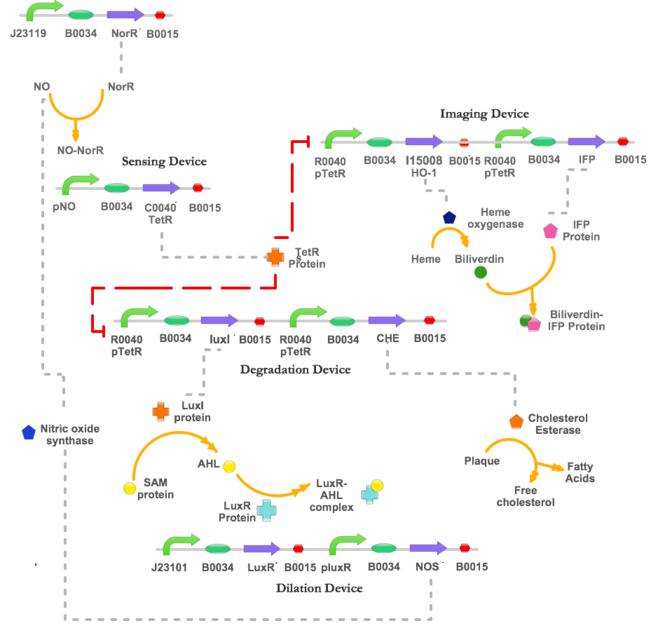 J23119 B0034 NorR B0015
NO NorR
NO-NorR
Sensing Device
pNO B0034 C0040 B0015
TetR
Imaging Device
R0040 B0034 I15008 B0015 R0040 B0034 IFP B0015
pTetR HO-1 pTetR
Heme
oxygenase
IFP
Protein
Heme Biliverdin
Biliverdin-
IFP Protein
TetR
Protein
R0040 B0034 luxI B0015 R0040 B0034 CHE B0015
pTetR pTetR
Degradation Device
LuxI
protein
Nitric oxide
synthase
Cholesterol
Esterase
AHL
SAM
protein
LuxR
Protein
LuxR-
AHL
complex
Plaque
Fatty
Acids
Free
cholesterol
J23101 B0034 LuxR B0015 pluxR B0034 NOS B0015
Dilation Device